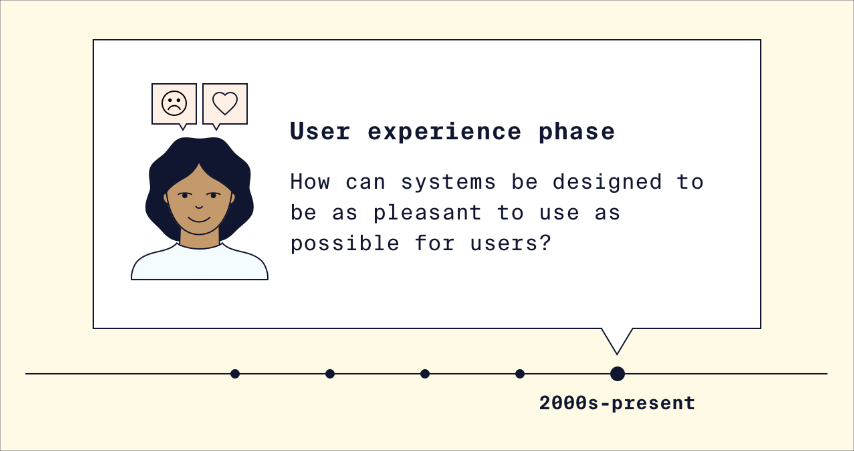 User experience phase
How can systems be designed to
be as pleasant to use as
possible for users?
2000s-present